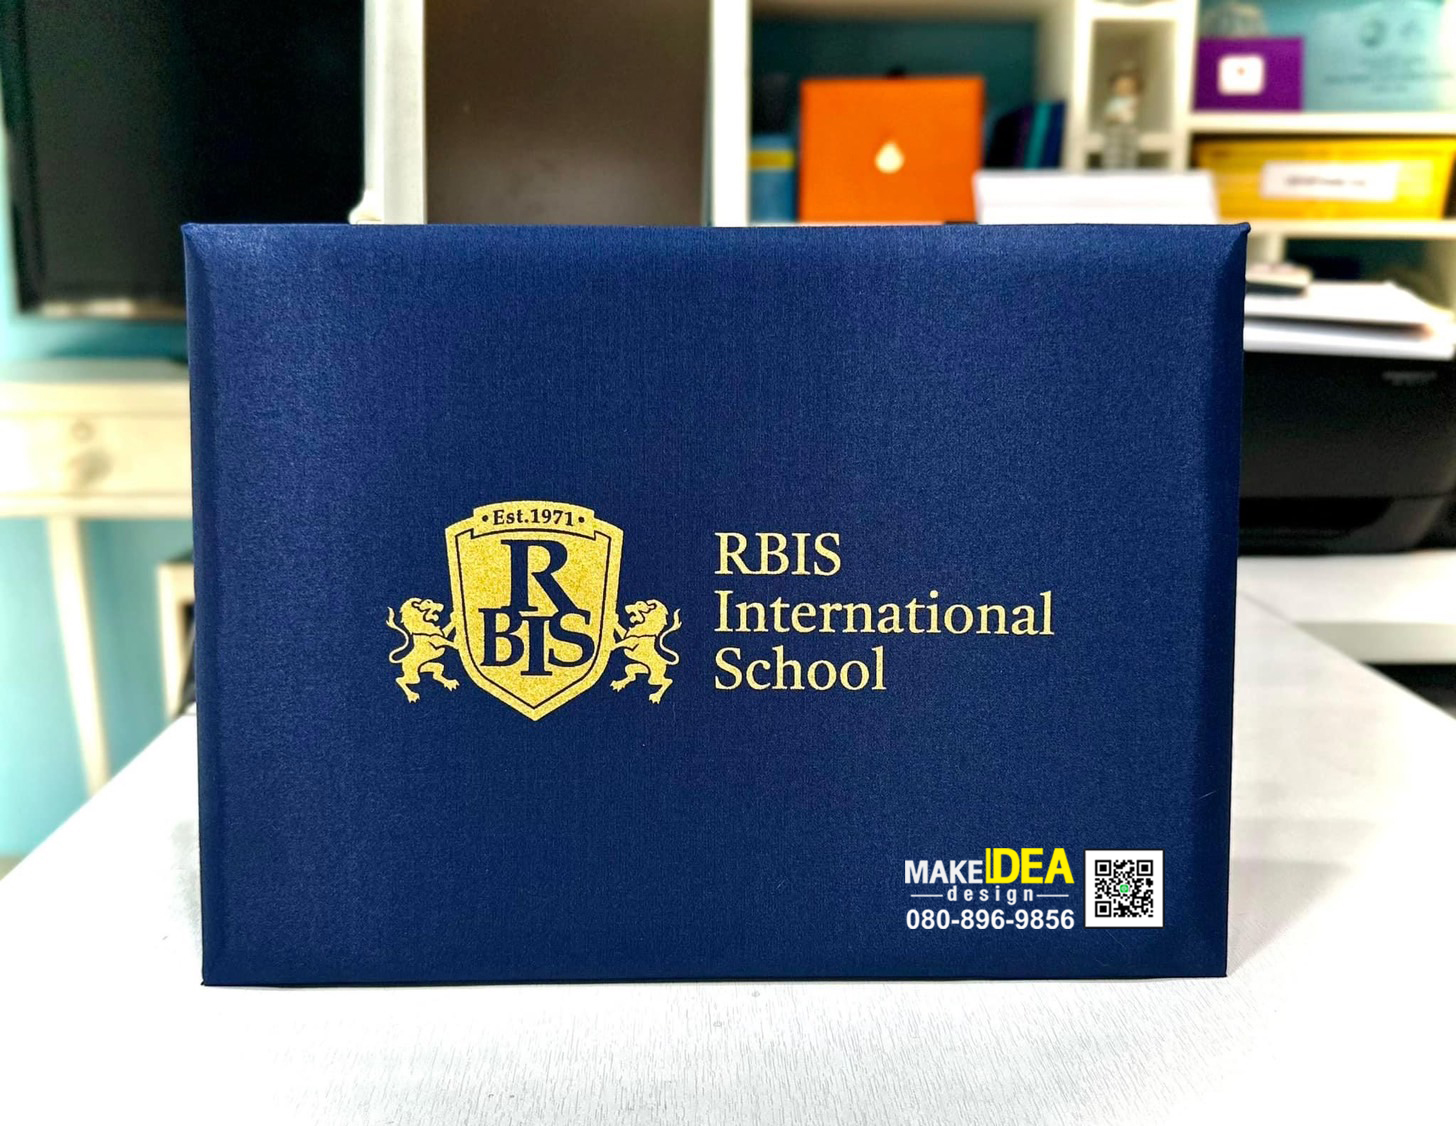 •Est.1971•
R
BIS
RBIS
International
School
MAKEIDEA
design
080-896-9856